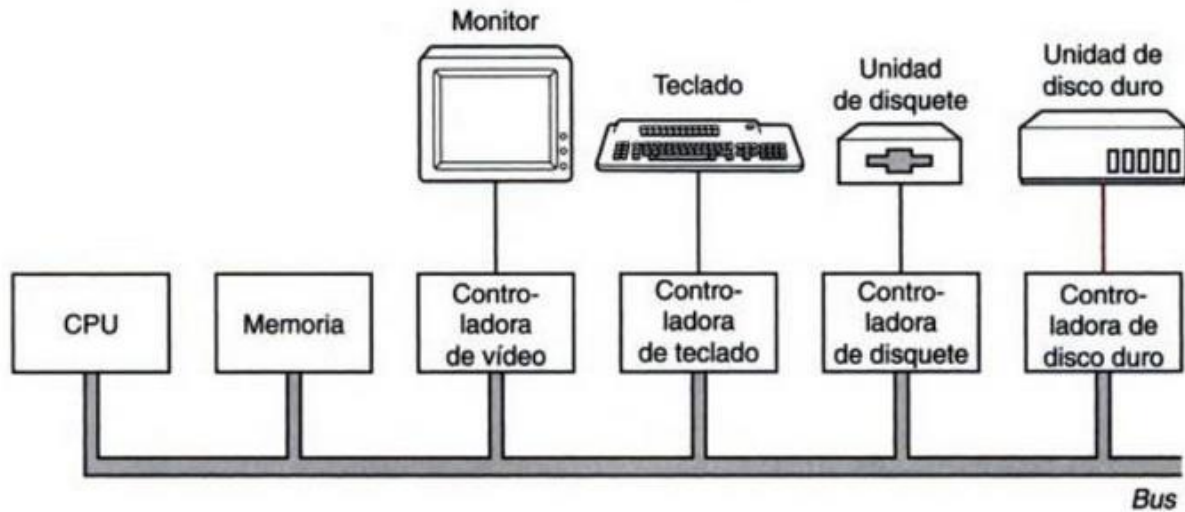 Monitor
Teclado
Unidad
de disquete
Unidad de
disco duro
CPU
Memoria
Contro-
ladora
de vídeo
Contro-
ladora
de teclado
Contro-
ladora
de disquete
Contro-
ladora de
disco duro
Bus